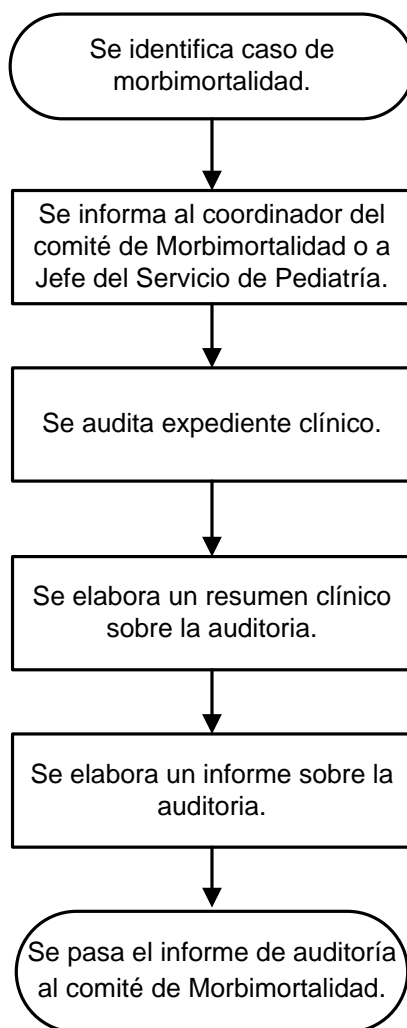 Se identifica caso de
morbimortalidad.
Se informa al coordinador del
comité de Morbimortalidad o a
Jefe del Servicio de Pediatría.
Se audita expediente clínico.
Se elabora un resumen clínico
sobre la auditoria.
Se elabora un informe sobre la
auditoria.
Se pasa el informe de auditoría
al comité de Morbimortalidad.